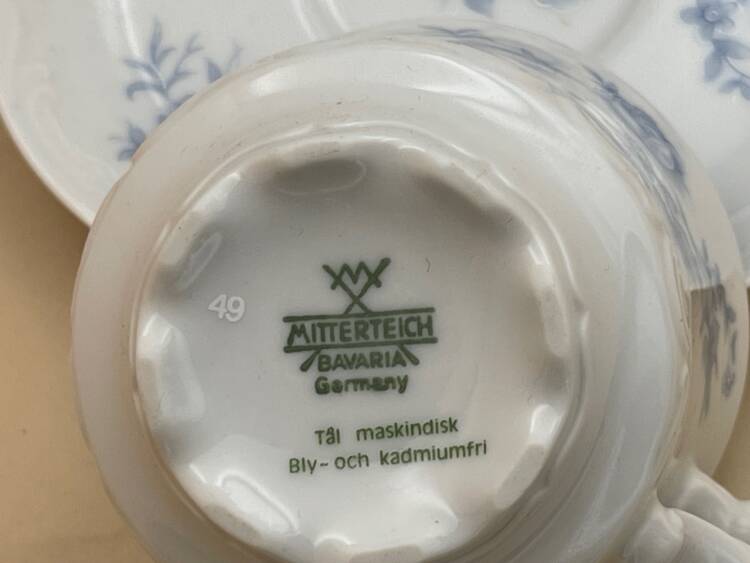 49
MITTERTEICH
BAVARIA
Germany
Tål maskindisk
Bly- och kadmiumfri